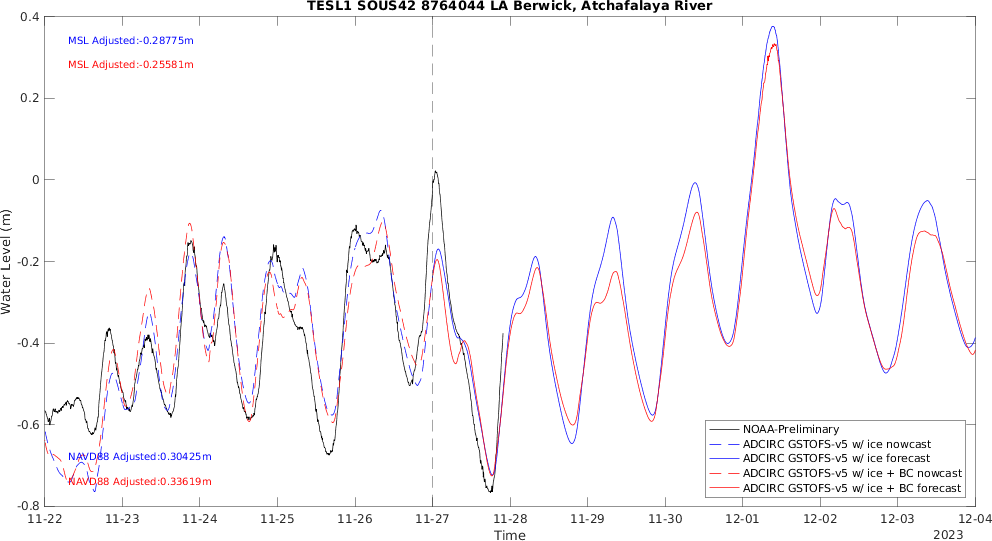 TESL1 SOUS42 8764044 LA Berwick, Atchafalaya River
MSL Adjusted:-0.28775m
MSL Adjusted:-0.25581m
NAVD88 Adjusted:0.30425m
NAVD88 Adjusted:0.33619m
Water Level (m)
0.4
0.2
0
-0.2
-0.4
-0.6
-0.8
NOAA-Preliminary
ADCIRC GSTOFS-v5 w/ ice nowcast
ADCIRC GSTOFS-v5 w/ ice forecast
ADCIRC GSTOFS-v5 w/ ice + BC nowcast
ADCIRC GSTOFS-v5 w/ ice + BC forecast
11-22 11-23 11-24 11-25 11-26 11-27 11-28 11-29 11-30 12-01 12-02 12-03 12-04
Time
2023